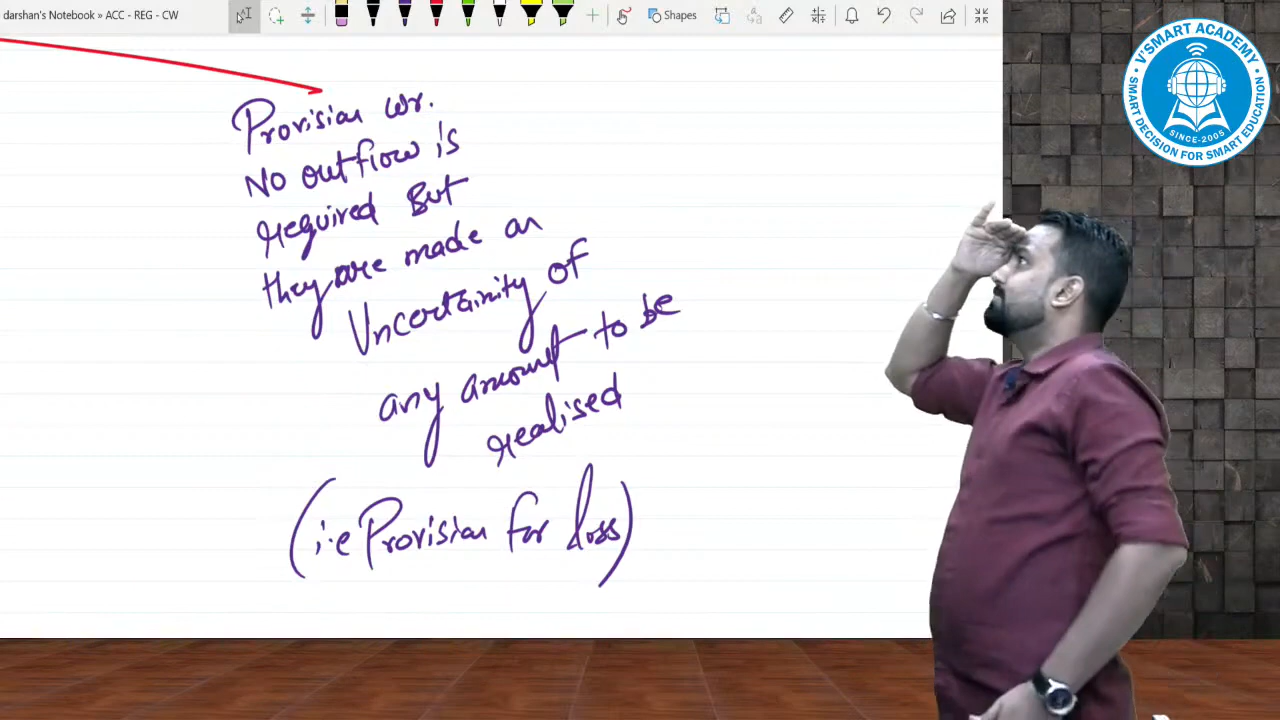 darshan's Notebook » ACC - REG - CW
Shapes
Provision wr.
No outflow is
required But
they are made on
Uncertainity of
any amount to be
realised
(i.e Provision for loss)
V'SMART ACADEMY
SINCE-2005
SMART DECISION FOR SMART EDUCATION